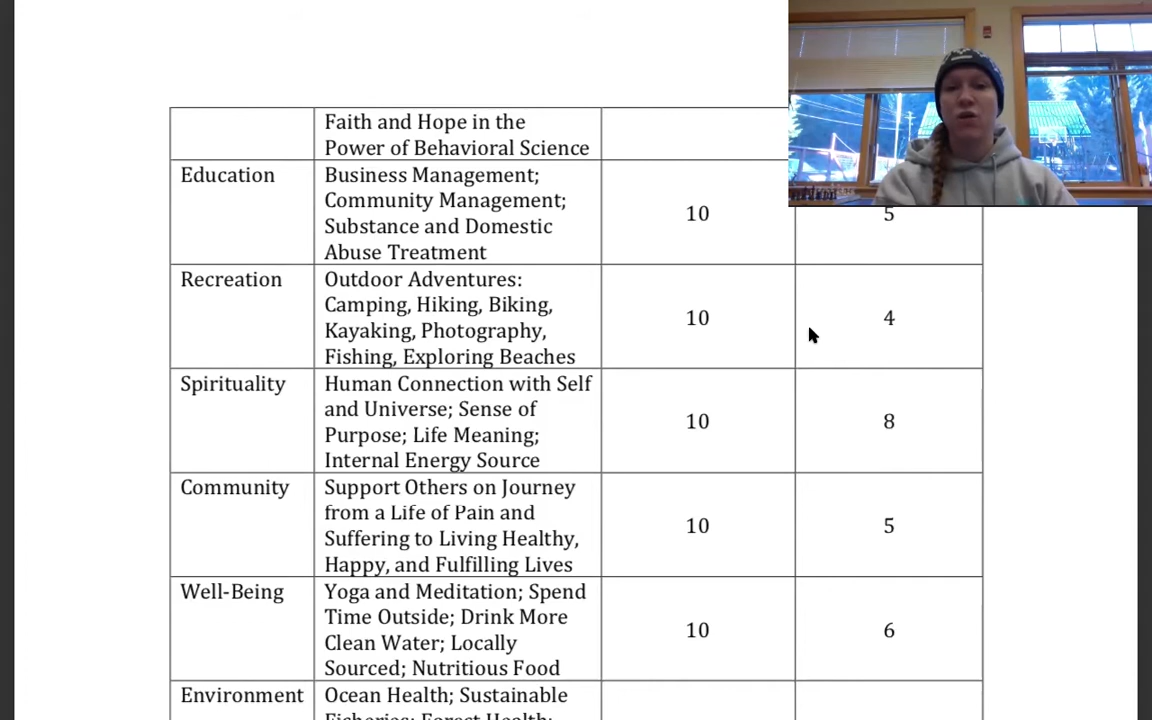 Faith and Hope in the
Power of Behavioral Science
Education
Business Management;
Community Management;
Substance and Domestic
Abuse Treatment
10
5
Recreation
Outdoor Adventures:
Camping, Hiking, Biking,
Kayaking, Photography,
Fishing, Exploring Beaches
10
4
Spirituality
Human Connection with Self
and Universe; Sense of
Purpose; Life Meaning;
Internal Energy Source
10
8
Community
Support Others on Journey
from a Life of Pain and
Suffering to Living Healthy,
Happy, and Fulfilling Lives
10
5
Well-Being
Yoga and Meditation; Spend
Time Outside; Drink More
Clean Water; Locally
Sourced; Nutritious Food
10
6
Environment
Ocean Health; Sustainable
Fisheries; Forest Health;